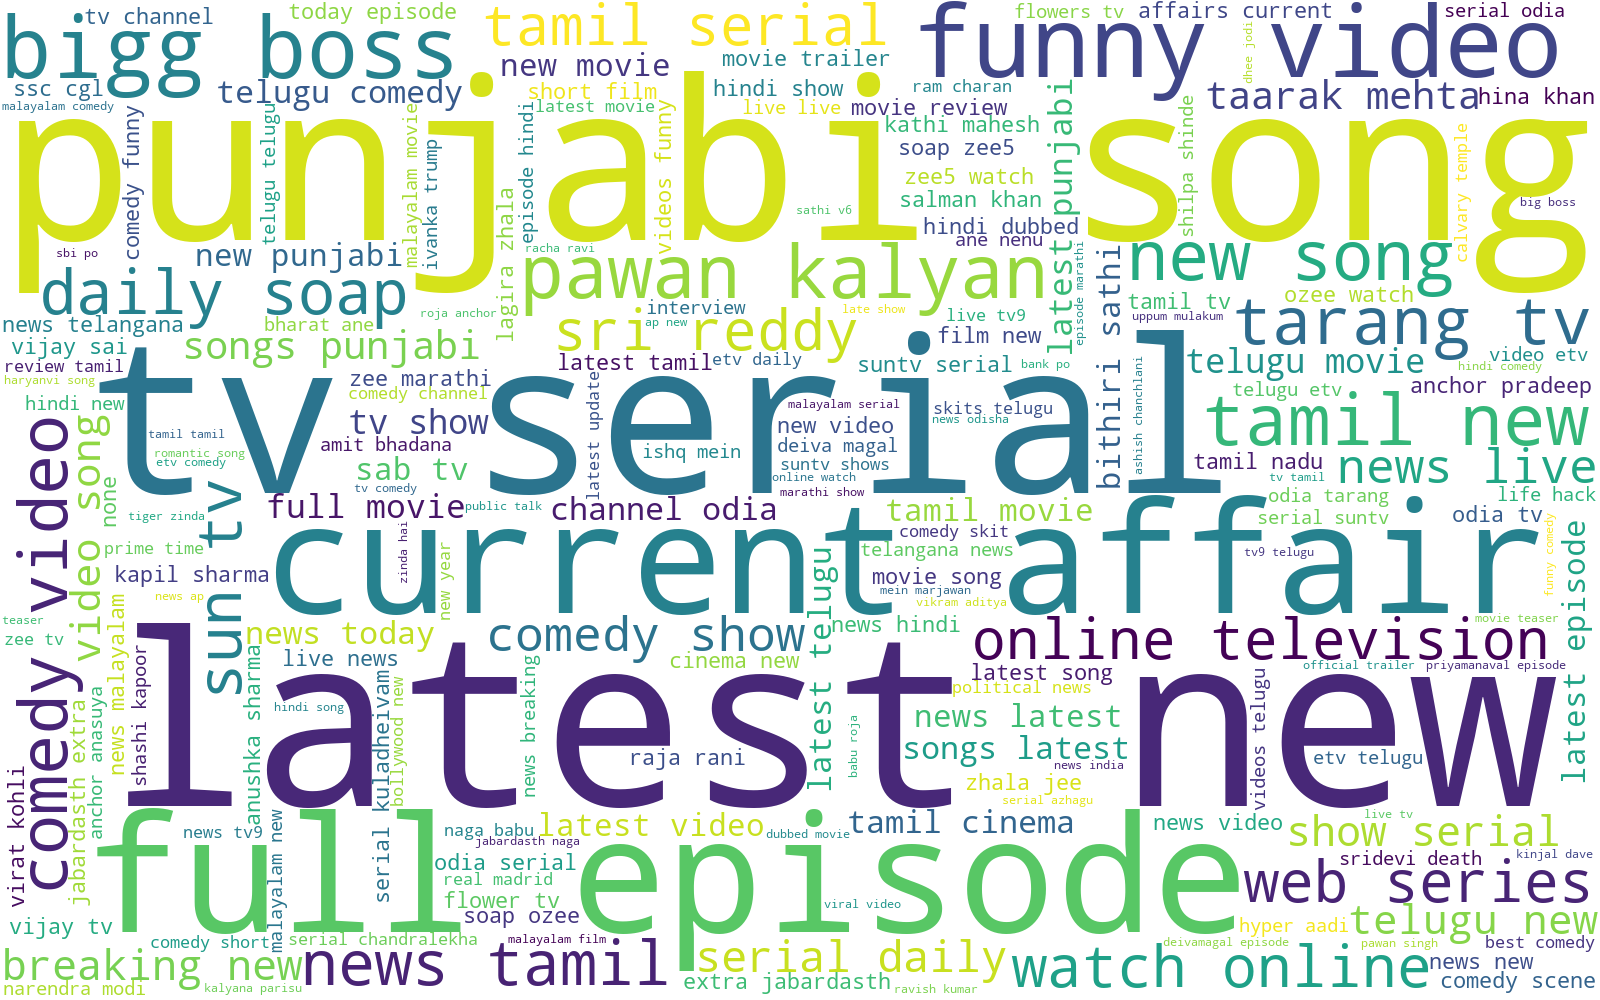 tv channel
today episode
tamil serial
funny video
flowers tv
affairs current
serial odia
bigg boss
new movie
movie trailer
dhee jodi
ssc cgl
telugu comedy
short film
hindi show
ram charan
taarak mehta
hina khan
malayalam comedy
latest movie
live live
movie review
punjabi song
comedy funny
telugu telugu
malayalam movie
ivanka trump
episode hindi
videos funny
kathi mahesh
soap zee5
zee5 watch
salman khan
hindi dubbed
latest punjabi
shilpa shinde
calvary temple
big boss
sathi v6
lagira zhala
ane nenu
racha ravi
sbi po
new punjabi
pawan kalyan
episode marathi
new song
daily soap
bithiri sathi
tamil tv
ozee watch
news telangana
bharat ane
roja anchor
interview
ap new
late show
live tv9
film new
uppum mulakum
tarang tv
sri reddy
vijay sai
songs punjabi
latest tamil
etv daily
suntv serial
bank po
telugu movie
video etv
hindi comedy
review tamil
haryanvi song
zee marathi
comedy channel
tv serial
latest update
malayalam serial
skits telugu
news odisha
telugu etv
anchor pradeep
hindi new
tv show
new video
tamil new
tamil tamil
romantic song
etv comedy
amit bhadana
deiva magal
ishq mein
suntv shows
online watch
marathi show
ashish chanchlani
tamil nadu
news live
tv tamil
comedy video
video song
none
sab tv
tv comedy
full movie
public talk
channel odia
tamil movie
odia tarang
life hack
tiger zinda
sun tv
serial suntv
odia tv
current affair
comedy skit
telangana news
tv9 telugu
funny comedy
latest episode
prime time
kapil sharma
zinda hai
new year
movie song
mein marjawan
vikram aditya
news ap
teaser
zee tv
news today
comedy show
latest telugu
news hindi
online television
movie teaser
news malayalam
shashi kapoor
live news
cinema new
latest song
official trailer
priyamanaval episode
anushka sharma
hindi song
serial kuladheivam
bollywood new
news breaking
political news
latest new
news latest
songs latest
raja rani
babu roja
news india
videos telugu
etv telugu
virat kohli
jabardasth extra
anchor anasuya
zhala jee
serial azhagu
full episode
malayalam new
news tv9
naga babu
latest video
dubbed movie
tamil cinema
news video
live tv
show serial
jabardasth naga
odia serial
real madrid
sridevi death
kinjal dave
flower tv
web series
vijay tv
soap ozee
viral video
hyper aadi
telugu new
comedy short
serial chandralekha
malayalam film
deivamagal episode
pawan singh
best comedy
breaking new
news tamil
serial daily
watch online
news new
narendra modi
kalyana parisu
extra jabardasth
ravish kumar
comedy scene